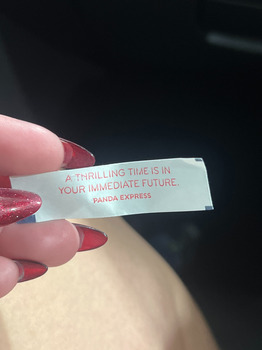 A THRILLING TIME IS IN
YOUR IMMEDIATE FUTURE.
PANDA EXPRESS